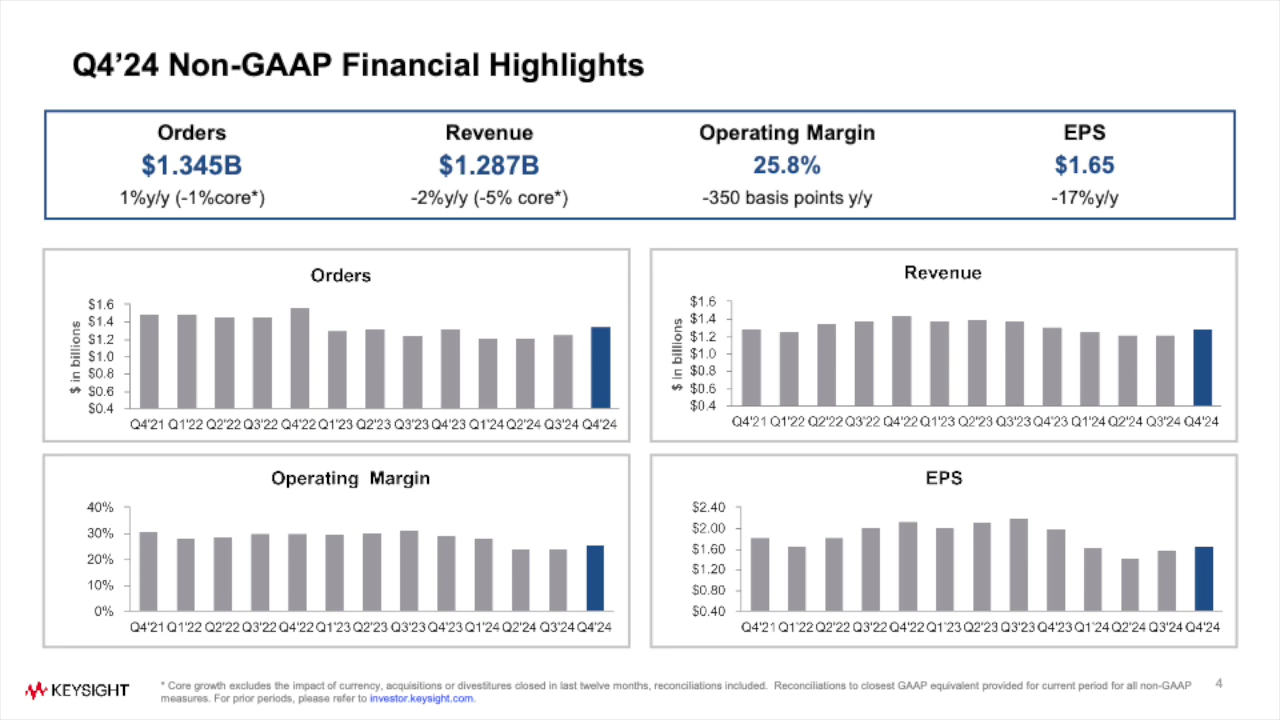 Q4’24 Non-GAAP Financial Highlights
Orders
$1.345B
1%y/y (-1%core*)
Revenue
$1.287B
-2%y/y (-5% core*)
Operating Margin
25.8%
-350 basis points y/y
EPS
$1.65
-17%y/y
Orders
$ in billions
$1.6
$1.4
$1.2
$1.0
$0.8
$0.6
$0.4
Q4'21 Q1'22 Q2'22 Q3'22 Q4'22 Q1'23 Q2'23 Q3'23 Q4'23 Q1'24 Q2'24 Q3'24 Q4'24
Revenue
$ in billions
$1.6
$1.4
$1.2
$1.0
$0.8
$0.6
$0.4
Q4'21 Q1'22 Q2'22 Q3'22 Q4'22 Q1'23 Q2'23 Q3'23 Q4'23 Q1'24 Q2'24 Q3'24 Q4'24
Operating Margin
40%
30%
20%
10%
0%
Q4'21 Q1'22 Q2'22 Q3'22 Q4'22 Q1'23 Q2'23 Q3'23 Q4'23 Q1'24 Q2'24 Q3'24 Q4'24
EPS
$2.40
$2.00
$1.60
$1.20
$0.80
$0.40
Q4'21 Q1'22 Q2'22 Q3'22 Q4'22 Q1'23 Q2'23 Q3'23 Q4'23 Q1'24 Q2'24 Q3'24 Q4'24
KEYSIGHT
* Core growth excludes the impact of currency, acquisitions or divestitures closed in last twelve months, reconciliations included. Reconciliations to closest GAAP equivalent provided for current period for all non-GAAP
measures. For prior periods, please refer to investor.keysight.com.
4